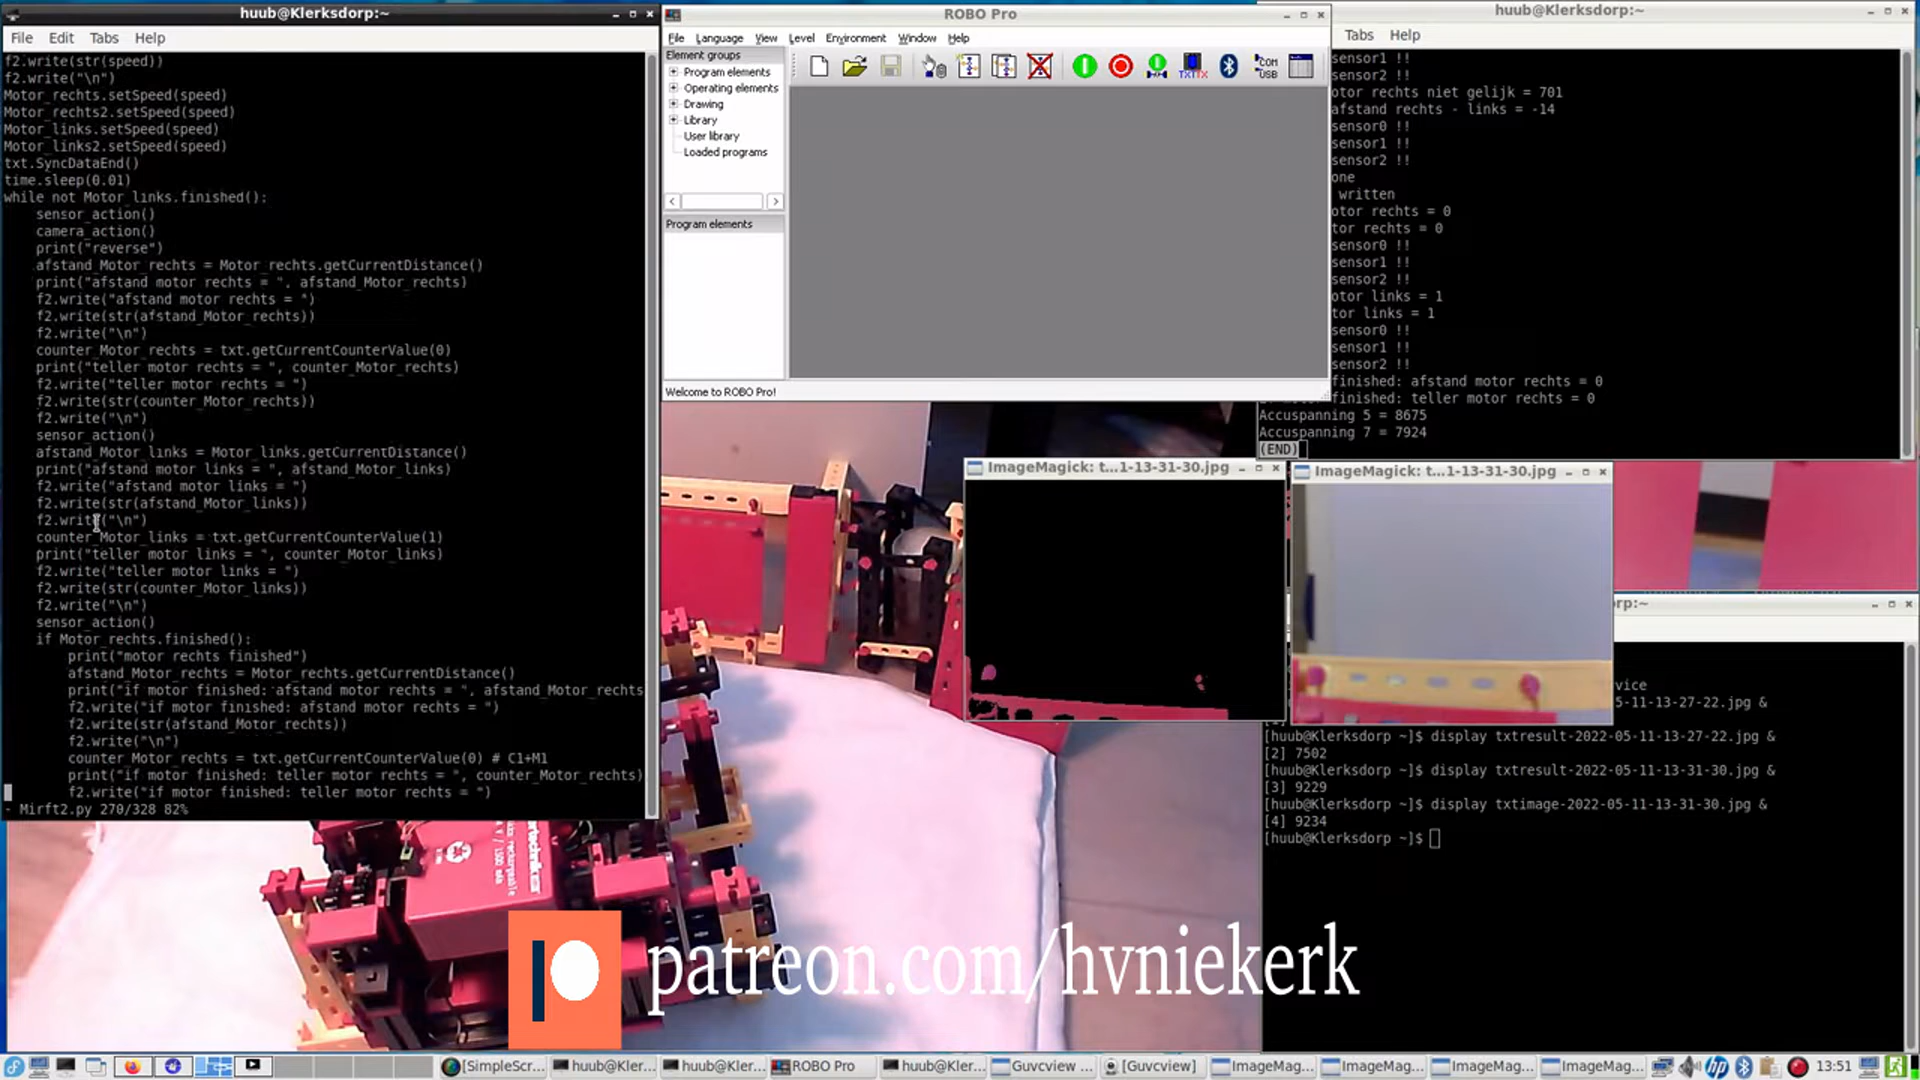 huub@Klerksdorp:~
File Edit Tabs Help
f2.write(str(speed))
f2.write("\n")
Motor_rechts.setSpeed(speed)
Motor_rechts2.setSpeed(speed)
Motor_links.setSpeed(speed)
Motor_links2.setSpeed(speed)
txt.SyncDataEnd()
time.sleep(0.01)
while not Motor_links.finished():
sensor_action()
camera_action()
print("reverse")
afstand_Motor_rechts = Motor_rechts.getCurrentDistance()
print("afstand motor rechts = ", afstand_Motor_rechts)
f2.write("afstand motor rechts = ")
f2.write(str(afstand_Motor_rechts))
f2.write("\n")
counter_Motor_rechts = txt.getCurrentCounterValue(0)
print("teller motor rechts = ", counter_Motor_rechts)
f2.write("teller motor rechts = ")
f2.write(str(counter_Motor_rechts))
f2.write("\n")
sensor_action()
afstand_Motor_links = Motor_links.getCurrentDistance()
print("afstand motor links = ", afstand_Motor_links)
f2.write("afstand motor links = ")
f2.write(str(afstand_Motor_links))
f2.write("\n")
counter_Motor_links = txt.getCurrentCounterValue(1)
print("teller motor links = ", counter_Motor_links)
f2.write("teller motor links = ")
f2.write(str(counter_Motor_links))
f2.write("\n")
sensor_action()
if Motor_rechts.finished():
print("motor rechts finished")
afstand_Motor_rechts = Motor_rechts.getCurrentDistance()
print("if motor finished: afstand motor rechts = ", afstand_Motor_rechts
f2.write("if motor finished: afstand motor rechts = ")
f2.write(str(afstand_Motor_rechts))
f2.write("\n")
counter_Motor_rechts = txt.getCurrentCounterValue(0) # C1+M1
print("if motor finished: teller motor rechts = ", counter_Motor_rechts)
f2.write("if motor finished: teller motor rechts = ")
- Mirft2.py 270/328 82%
ROBO Pro
File Language View Level Environment Window Help
Element groups
Program elements
Operating elements
Drawing
Library
User library
Loaded programs
TXT TX
COM
USB
Program elements
Welcome to ROBO Pro!
huub@Klerksdorp:~
Tabs Help
sensor1 !!
sensor2 !!
otor rechts niet gelijk = 701
afstand rechts - links = -14
sensor0 !!
sensor1 !!
sensor2 !!
one
written
otor rechts = 0
tor rechts = 0
sensor0 !!
sensor1 !!
sensor2 !!
otor links = 1
tor links = 1
sensor0 !!
sensor1 !!
sensor2 !!
finished: afstand motor rechts = 0
finished: teller motor rechts = 0
Accuspanning 5 = 8675
Accuspanning 7 = 7924
(END)
ImageMagick: t...1-13-31-30.jpg
ImageMagick: t...1-13-31-30.jpg
rp:~
vice
5-11-13-27-22.jpg &
[huub@Klerksdorp ~]$ display txtresult-2022-05-11-13-27-22.jpg &
[2] 7502
[huub@Klerksdorp ~]$ display txtresult-2022-05-11-13-31-30.jpg &
[3] 9229
[huub@Klerksdorp ~]$ display txtimage-2022-05-11-13-31-30.jpg &
[4] 9234
[huub@Klerksdorp ~]$
patreon.com/hvniekerk
[SimpleScr... huub@Kler... huub@Kler... ROBO Pro huub@Kler... Guvcview ... [Guvcview] ImageMag... ImageMag... ImageMag... ImageMag... hp 13:51